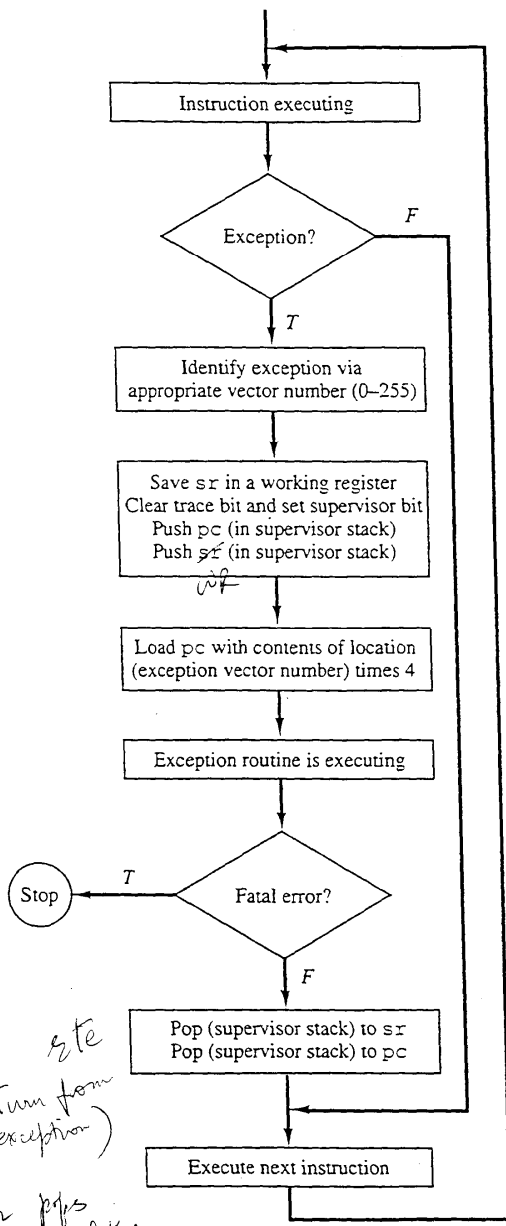 Instruction executing
Exception?
F
T
Identify exception via
appropriate vector number (0–255)
Save sr in a working register
Clear trace bit and set supervisor bit
Push pc (in supervisor stack)
Push sr (in supervisor stack)
wr
Load pc with contents of location
(exception vector number) times 4
Exception routine is executing
Fatal error?
T
Stop
F
Pop (supervisor stack) to sr
Pop (supervisor stack) to pc
rte
turn from
exception)
Execute next instruction
pops